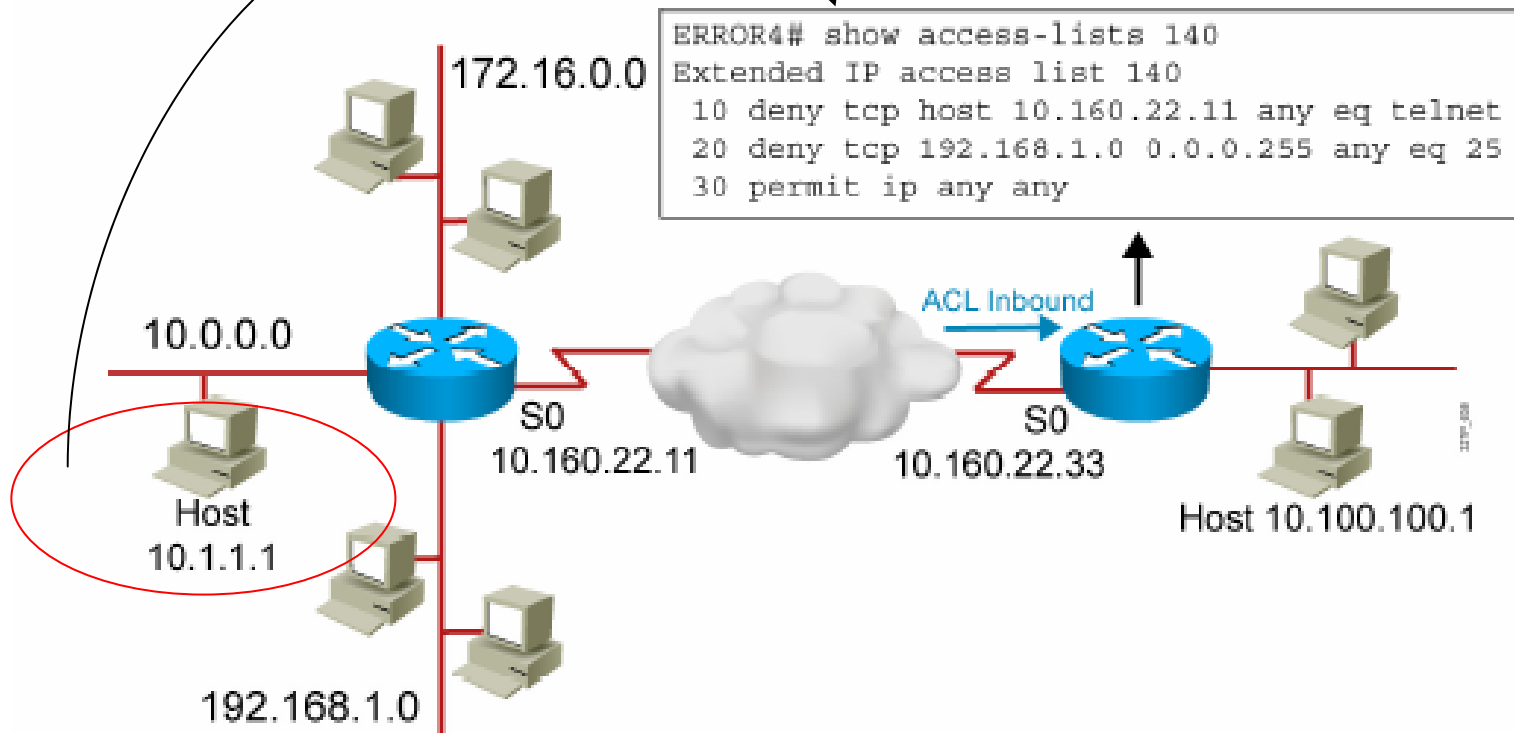 ERROR4# show access-lists 140
Extended IP access list 140
10 deny tcp host 10.160.22.11 any eq telnet
20 deny tcp 192.168.1.0 0.0.0.255 any eq 25
30 permit ip any any
172.16.0.0
ACL Inbound
10.0.0.0
S0
10.160.22.11
S0
10.160.22.33
Host
10.1.1.1
Host 10.100.100.1
192.168.1.0